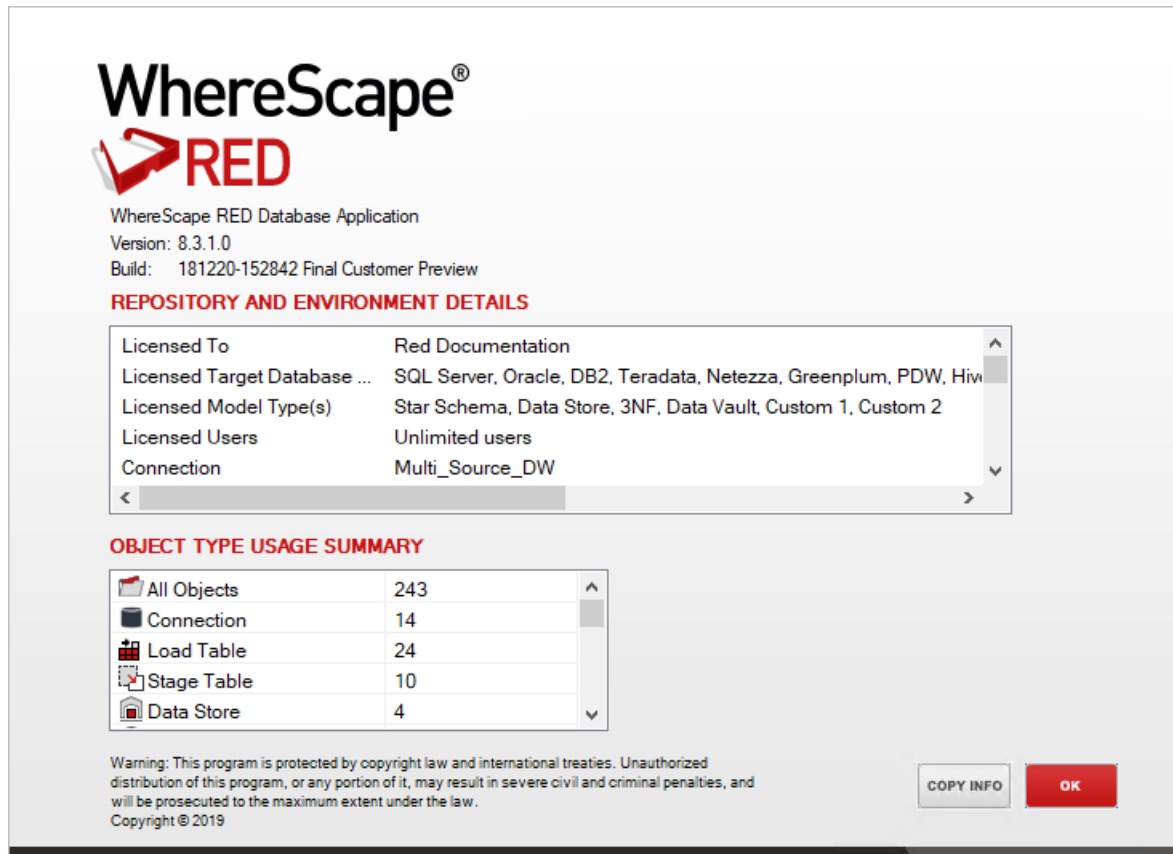 WhereScape®
RED
WhereScape RED Database Application
Version: 8.3.1.0
Build: 181220-152842 Final Customer Preview
REPOSITORY AND ENVIRONMENT DETAILS
Licensed To Red Documentation
Licensed Target Database ... SQL Server, Oracle, DB2, Teradata, Netezza, Greenplum, PDW,
Licensed Model Type(s) Star Schema, Data Store, 3NF, Data Vault, Custom 1, Custom 2
Licensed Users Unlimited users
Connection Multi_Source_DW
OBJECT TYPE USAGE SUMMARY
All Objects 243
Connection 14
Load Table 24
Stage Table 10
Data Store 4
Warning: This program is protected by copyright law and international treaties. Unauthorized
distribution of this program, or any portion of it, may result in severe civil and criminal penalties, and
will be prosecuted to the maximum extent under the law.
Copyright © 2019
COPY INFO OK